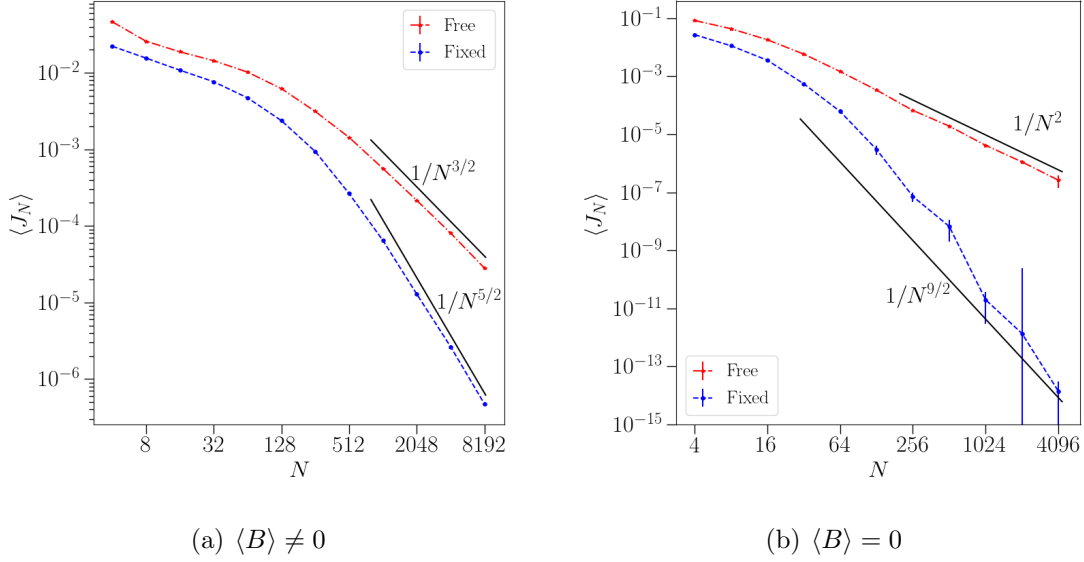 10^{-2}
10^{-3}
10^{-4}
10^{-5}
10^{-6}
⟨J_N⟩
Free
Fixed
1/N^{3/2}
1/N^{5/2}
8 32 128 512 2048 8192
N
(a) ⟨B⟩ ≠ 0
10^{-1}
10^{-3}
10^{-5}
10^{-7}
10^{-9}
10^{-11}
10^{-13}
10^{-15}
⟨J_N⟩
1/N^2
1/N^{9/2}
Free
Fixed
4 16 64 256 1024 4096
N
(b) ⟨B⟩ = 0